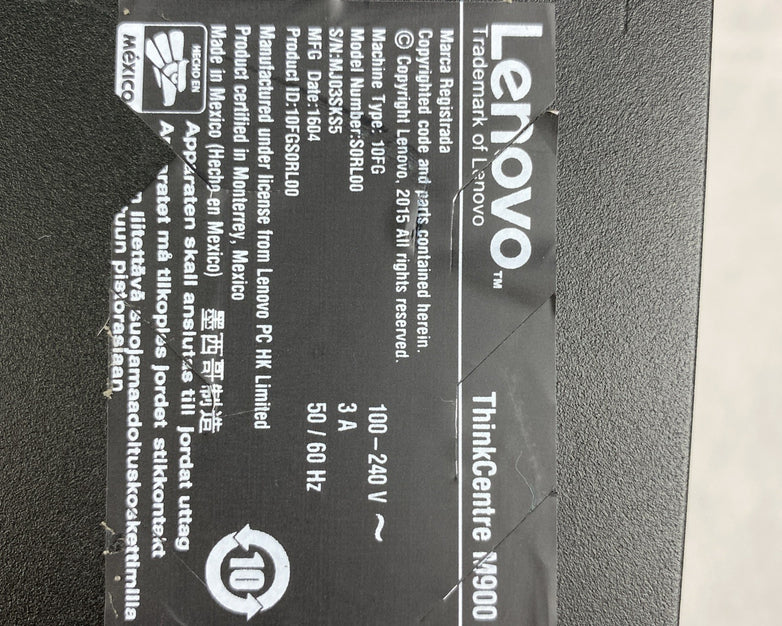 Lenovo™
Trademark of Lenovo
ThinkCentre M900
Marca Registrada
Copyrighted code and parts contained herein.
© Copyright Lenovo, 2015 All rights reserved.
Machine Type: 10FG
Model Number:S0RL00
S/N:MJ03SKS5
MFG Date:1604
Product ID:10FGS0RL00
100–240 V ~
3 A
50 / 60 Hz
Manufactured under license from Lenovo PC HK Limited
Product certified in Monterrey, Mexico
Made in Mexico (Hecho en Mexico) 墨西哥制造
HECHO EN
MéXICO
10
Apparaten skall anslutas till jordat uttag
må tilkoples jordet stikkontakt
liitettävä suojamaadoituskoskettimilla
pistorasiaan